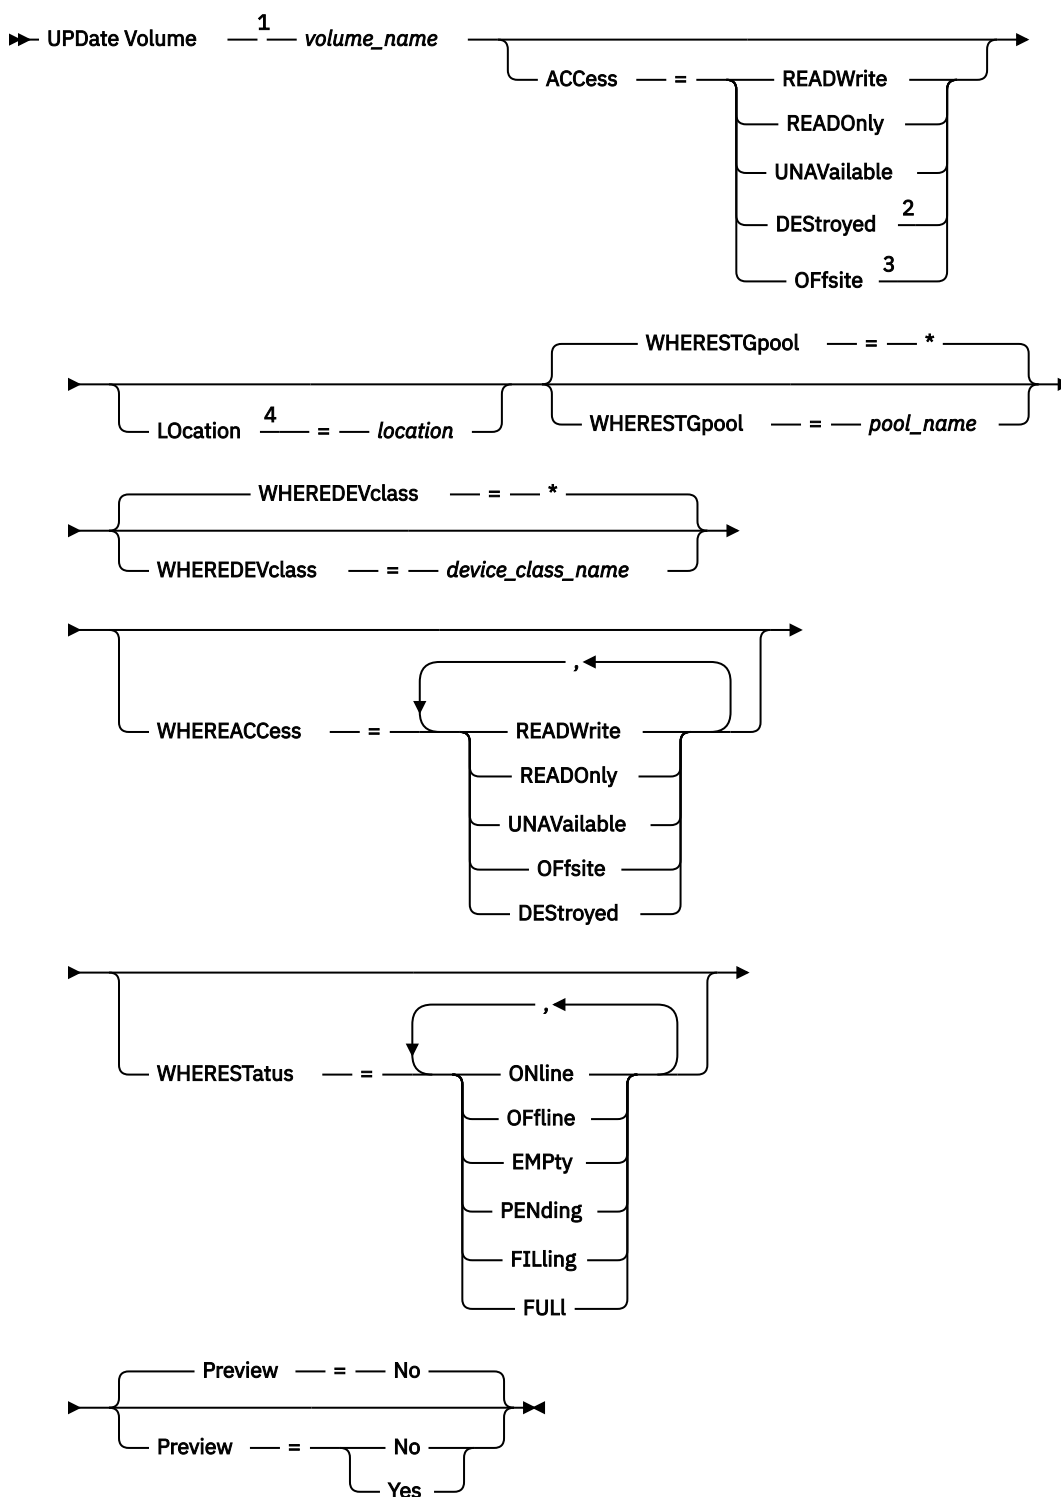 UPDate Volume 1 volume_name
ACCess = READWrite
READOnly
UNAVailable
DEStroyed 2
OFfsite 3
WHERESTGpool = *
LOcation 4 = location WHERESTGpool = pool_name
WHEREDEVclass = *
WHEREDEVclass = device_class_name
,
WHEREACCess = READWrite
READOnly
UNAVailable
OFfsite
DEStroyed
,
WHERESTatus = ONline
OFfline
EMPty
PENding
FILling
FULl
Preview = No
Preview = No
Yes